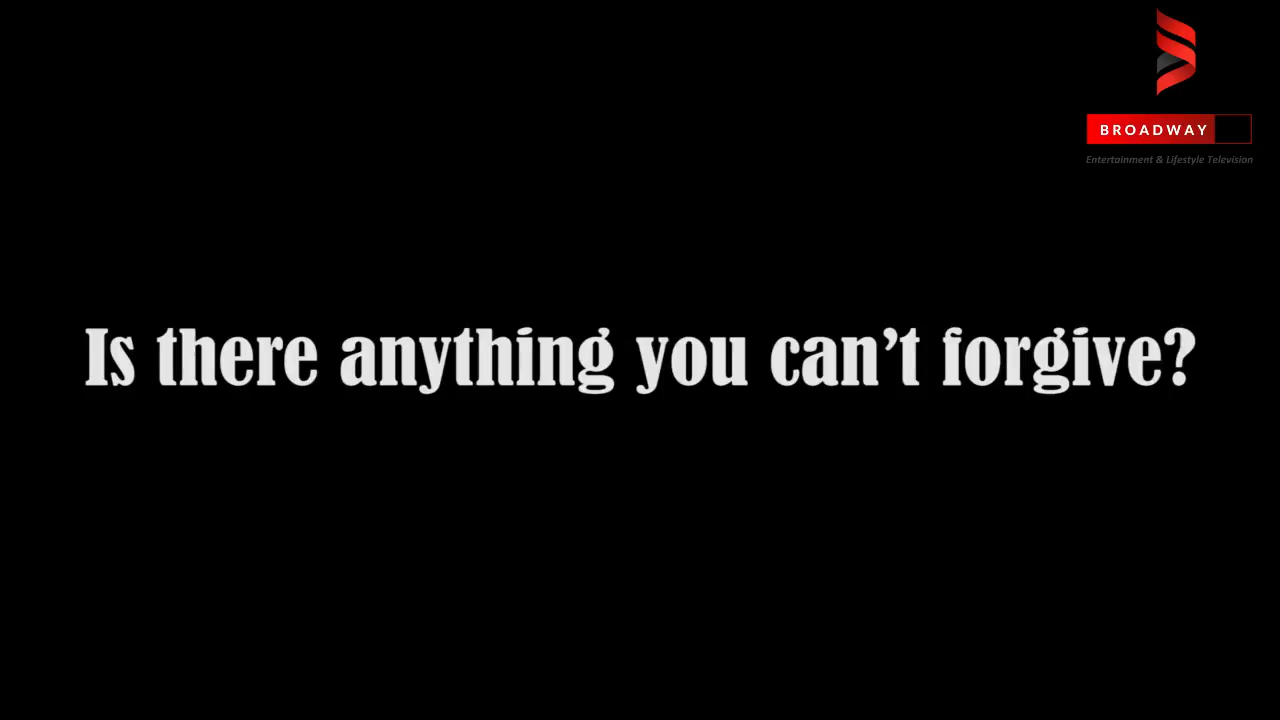 BROADWAY
Entertainment & Lifestyle Television
Is there anything you can’t forgive?